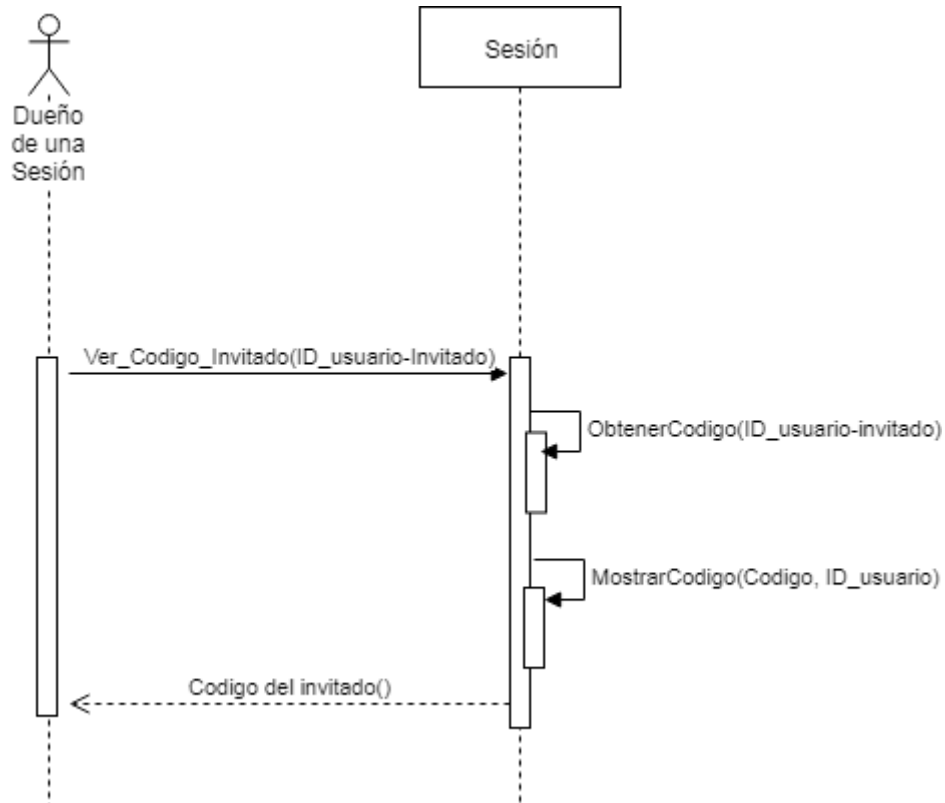 Dueño
de una
Sesión
Sesión
Ver_Codigo_Invitado(ID_usuario-Invitado)
ObtenerCodigo(ID_usuario-invitado)
MostrarCodigo(Codigo, ID_usuario)
Codigo del invitado()